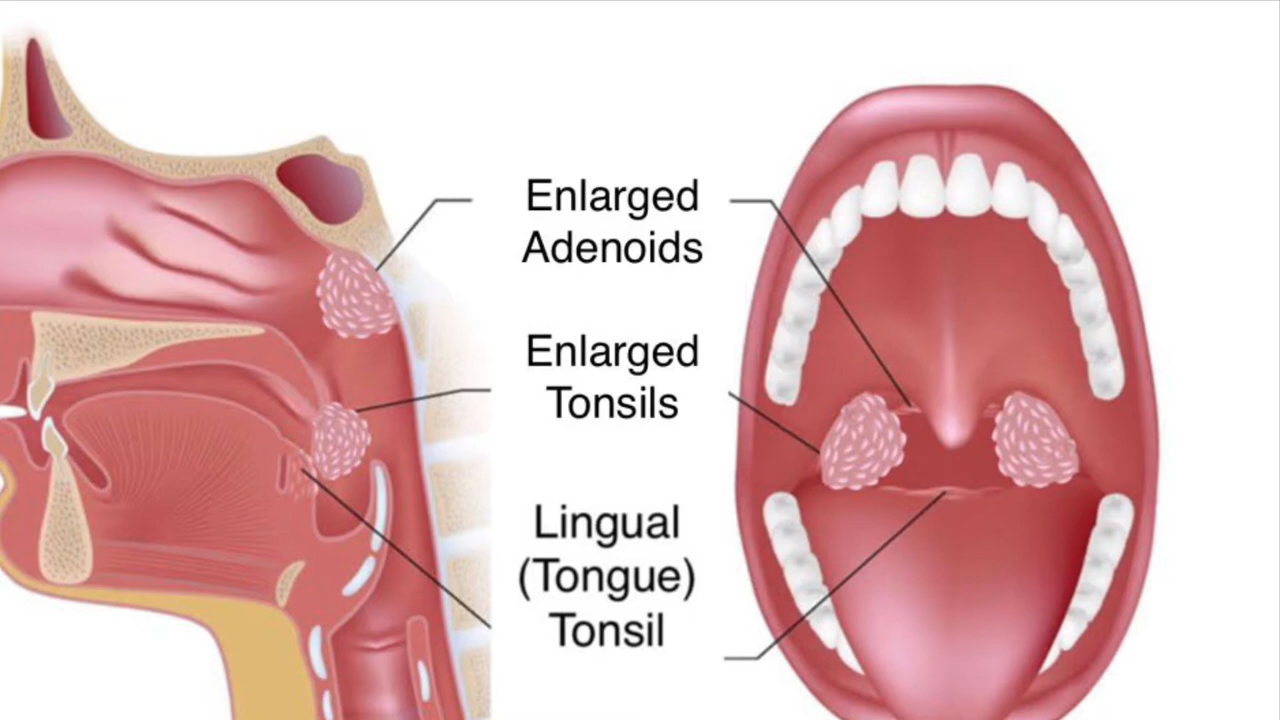 Enlarged
Adenoids
Enlarged
Tonsils
Lingual
(Tongue)
Tonsil